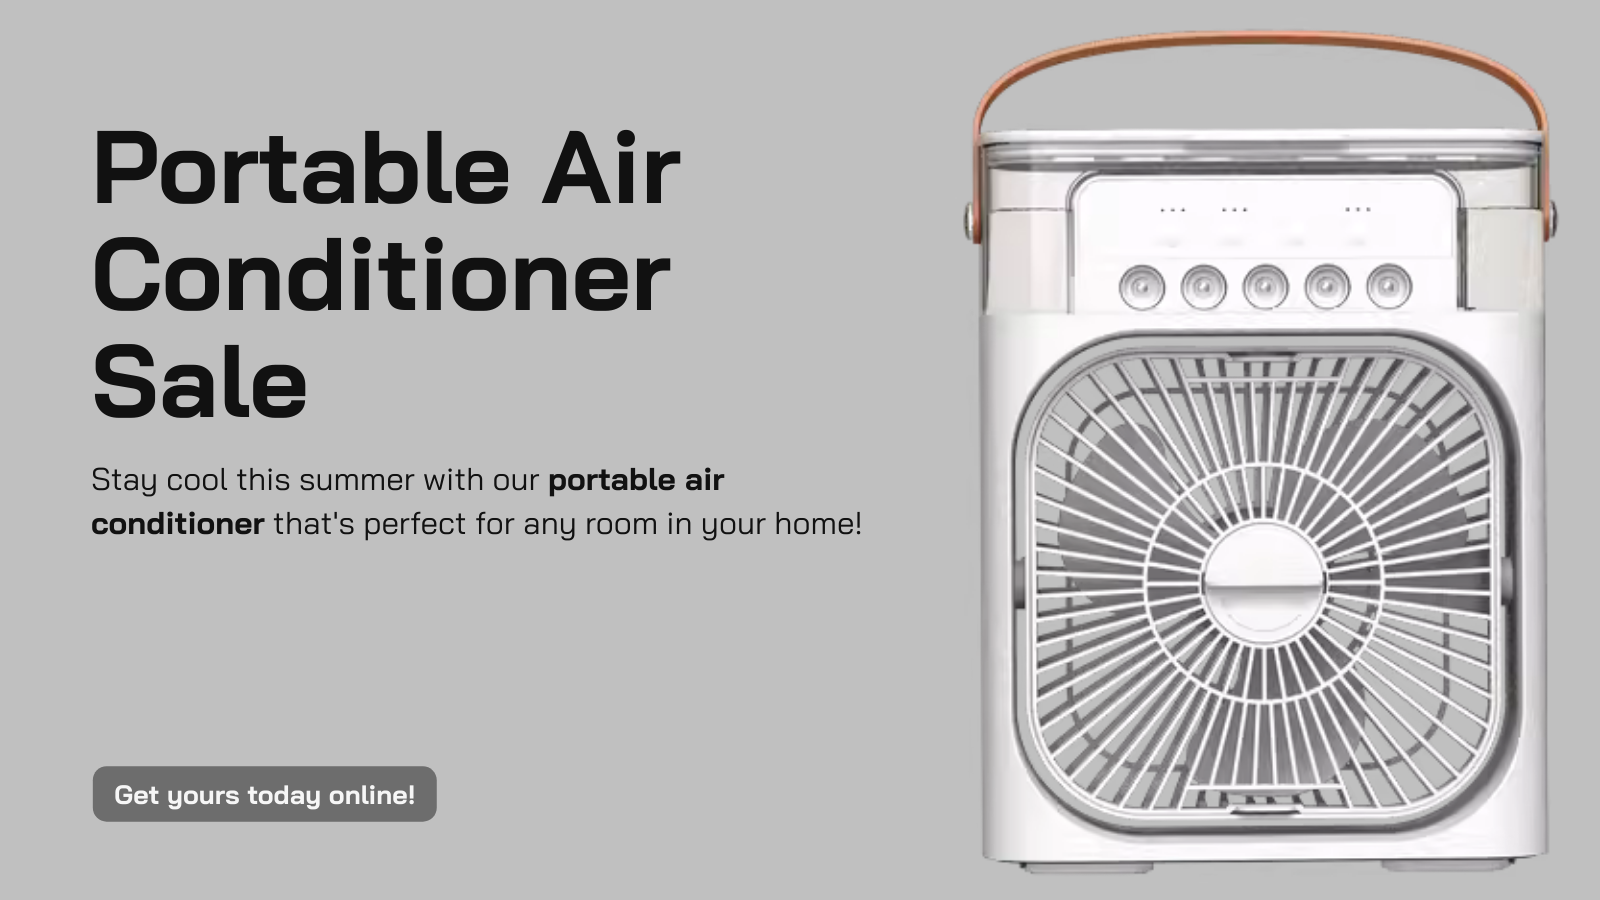 Portable Air
Conditioner
Sale
Stay cool this summer with our portable air
conditioner that's perfect for any room in your home!
Get yours today online!